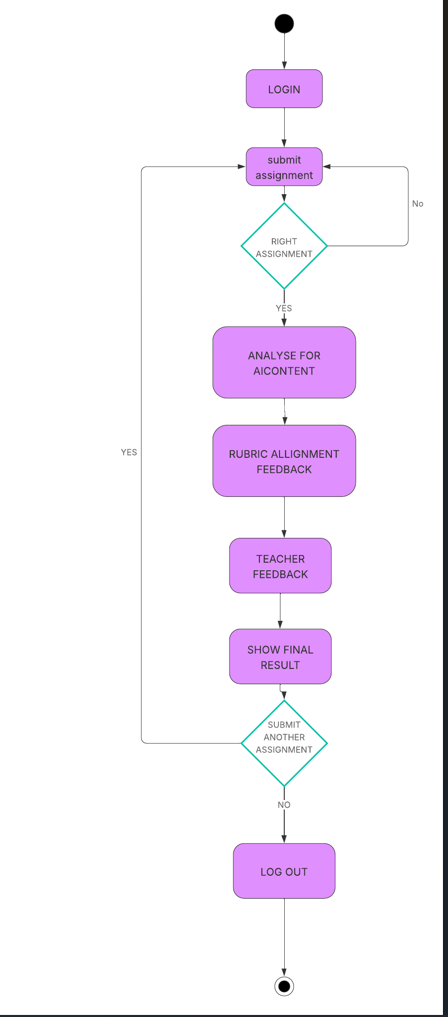 LOGIN
submit
assignment
No
RIGHT
ASSIGNMENT
YES
ANALYSE FOR
AICONTENT
YES
RUBRIC ALLIGNMENT
FEEDBACK
TEACHER
FEEDBACK
SHOW FINAL
RESULT
SUBMIT
ANOTHER
ASSIGNMENT
NO
LOG OUT